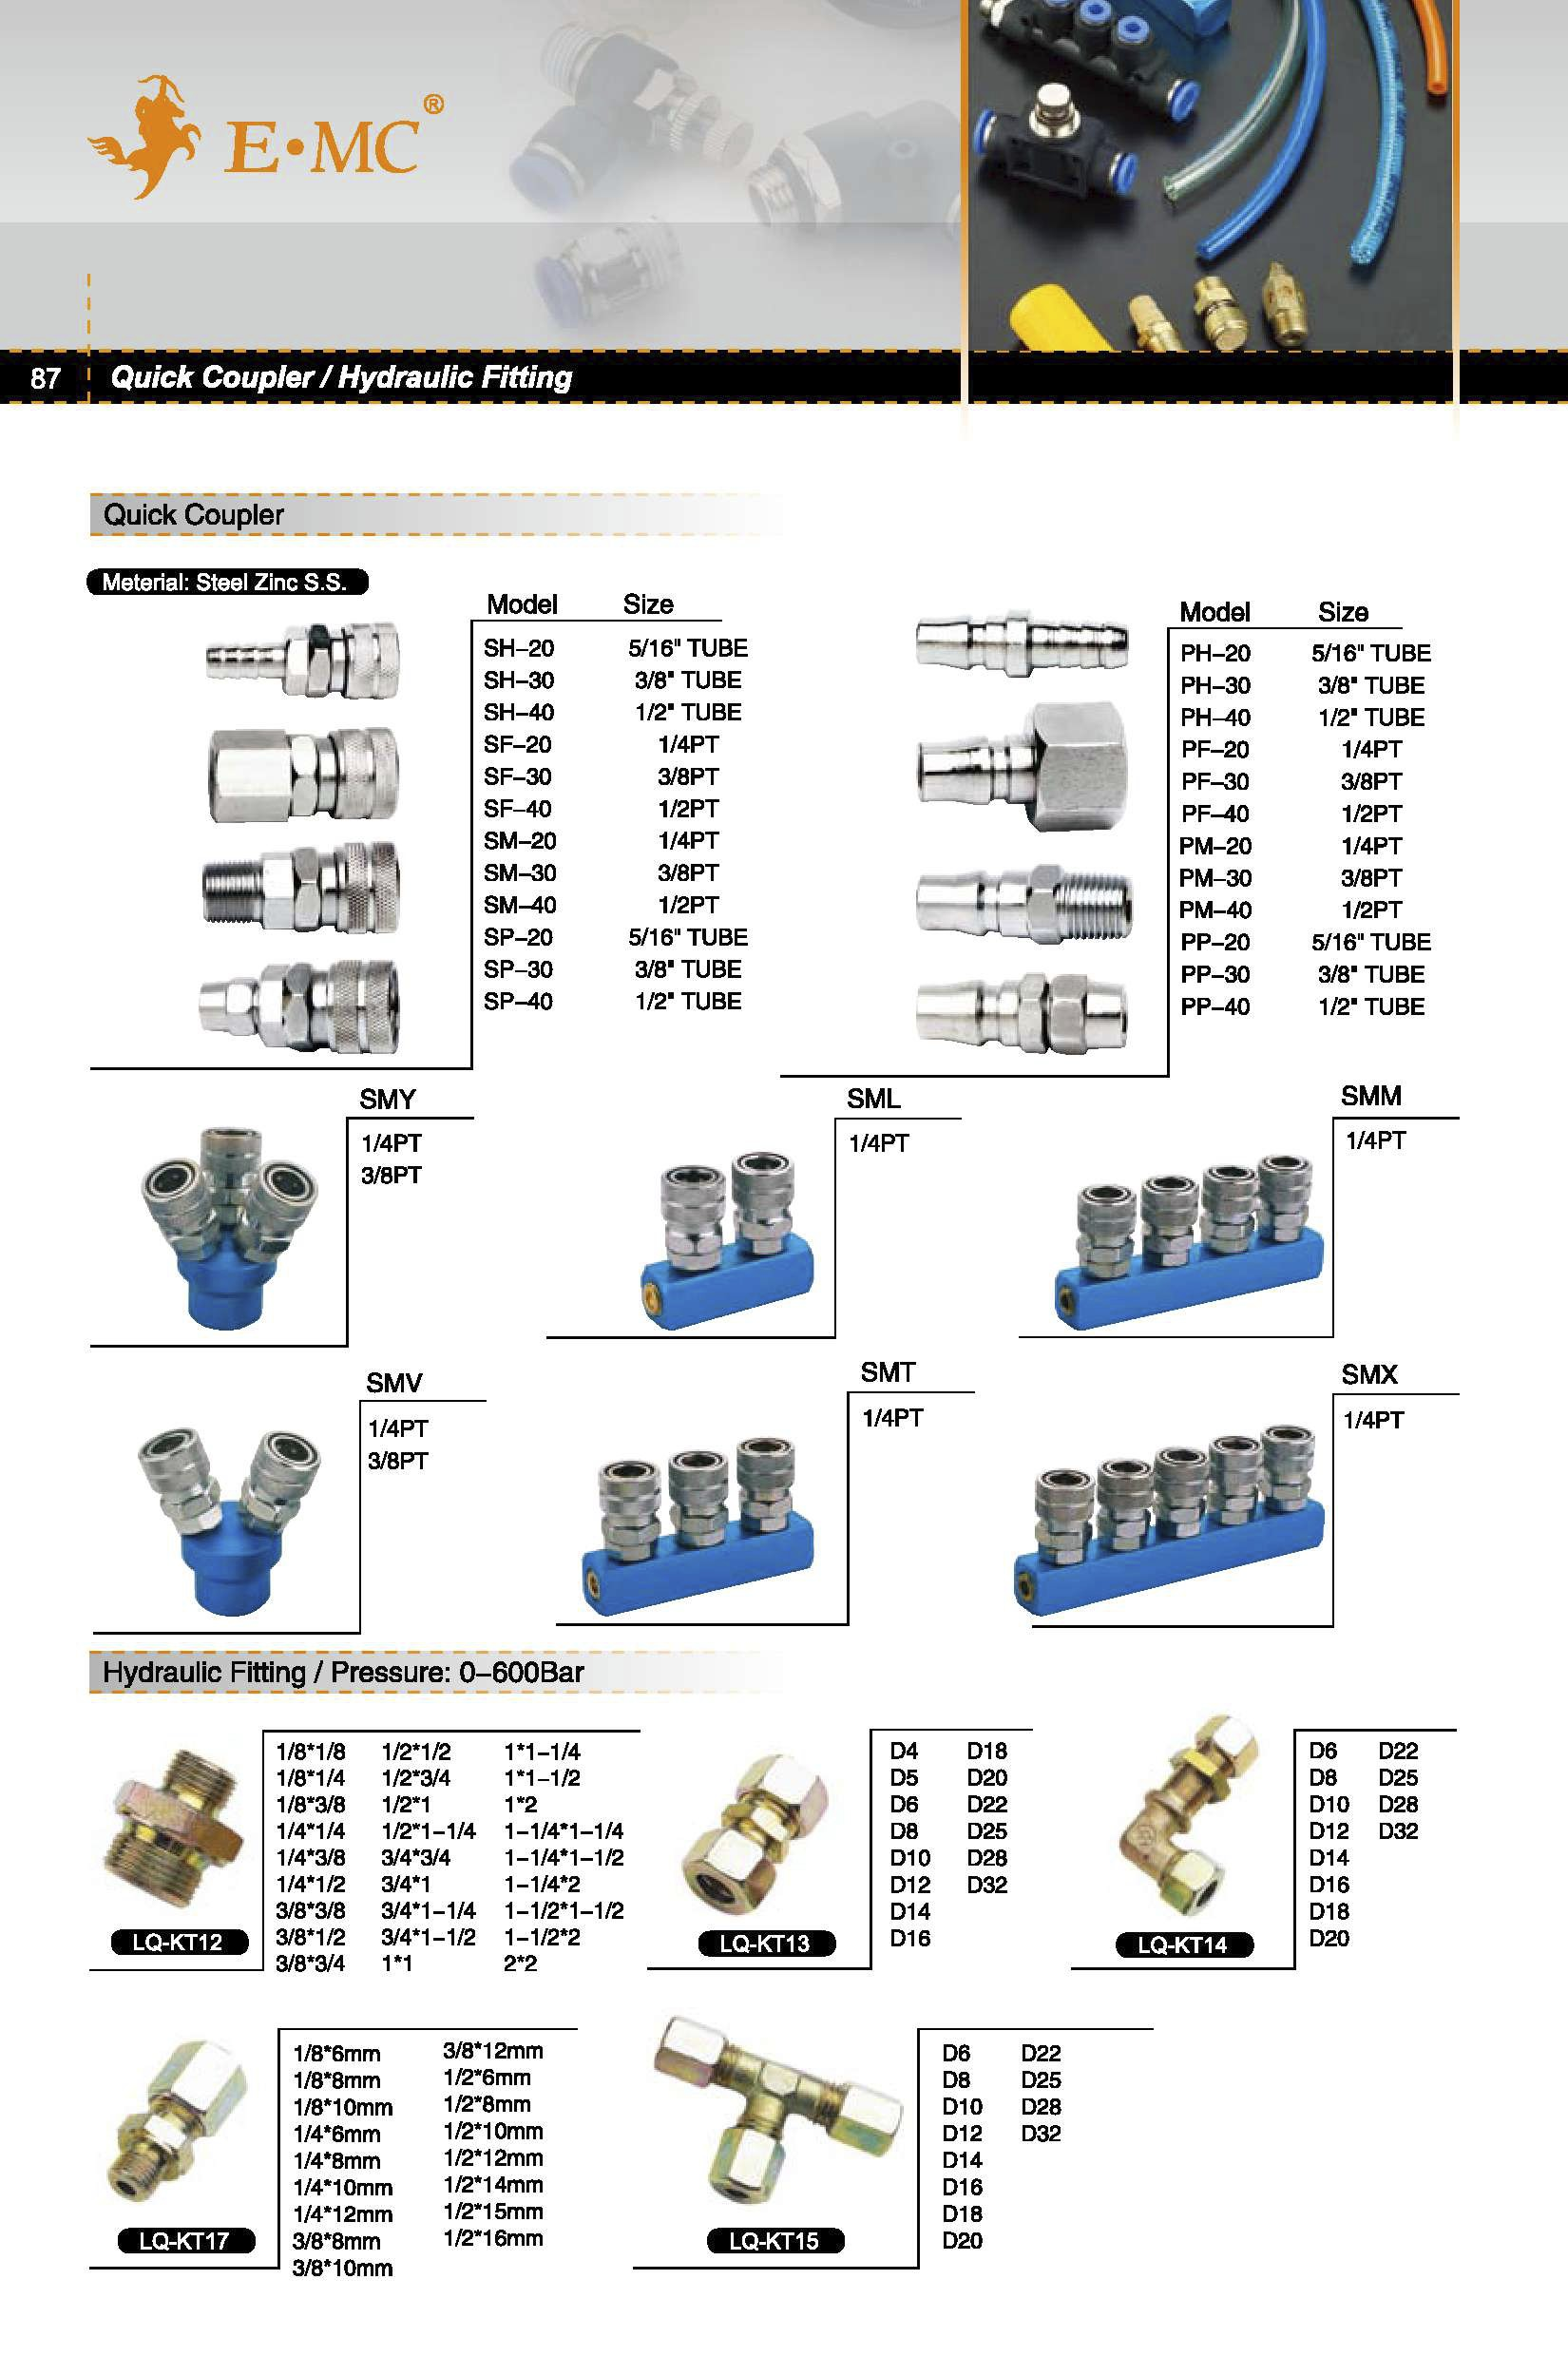 E•MC®
87 Quick Coupler / Hydraulic Fitting
Quick Coupler
Meterial: Steel Zinc S.S.
Model Size
SH-20 5/16" TUBE
SH-30 3/8" TUBE
SH-40 1/2" TUBE
SF-20 1/4PT
SF-30 3/8PT
SF-40 1/2PT
SM-20 1/4PT
SM-30 3/8PT
SM-40 1/2PT
SP-20 5/16" TUBE
SP-30 3/8" TUBE
SP-40 1/2" TUBE
Model Size
PH-20 5/16" TUBE
PH-30 3/8" TUBE
PH-40 1/2" TUBE
PF-20 1/4PT
PF-30 3/8PT
PF-40 1/2PT
PM-20 1/4PT
PM-30 3/8PT
PM-40 1/2PT
PP-20 5/16" TUBE
PP-30 3/8" TUBE
PP-40 1/2" TUBE
SMY
1/4PT
3/8PT
SML
1/4PT
SMM
1/4PT
SMV
1/4PT
3/8PT
SMT
1/4PT
SMX
1/4PT
Hydraulic Fitting / Pressure: 0-600Bar
1/8*1/8 1/2*1/2 1*1-1/4
1/8*1/4 1/2*3/4 1*1-1/2
1/8*3/8 1/2*1 1*2
1/4*1/4 1/2*1-1/4 1-1/4*1-1/4
1/4*3/8 3/4*3/4 1-1/4*1-1/2
1/4*1/2 3/4*1 1-1/4*2
3/8*3/8 3/4*1-1/4 1-1/2*1-1/2
3/8*1/2 3/4*1-1/2 1-1/2*2
3/8*3/4 1*1 2*2
LQ-KT12
D4 D18
D5 D20
D6 D22
D8 D25
D10 D28
D12 D32
D14
D16
LQ-KT13
D6 D22
D8 D25
D10 D28
D12 D32
D14
D16
D18
D20
LQ-KT14
1/8*6mm 3/8*12mm
1/8*8mm 1/2*6mm
1/8*10mm 1/2*8mm
1/4*6mm 1/2*10mm
1/4*8mm 1/2*12mm
1/4*10mm 1/2*14mm
1/4*12mm 1/2*15mm
3/8*8mm 1/2*16mm
3/8*10mm
LQ-KT17
D6 D22
D8 D25
D10 D28
D12 D32
D14
D16
D18
D20
LQ-KT15